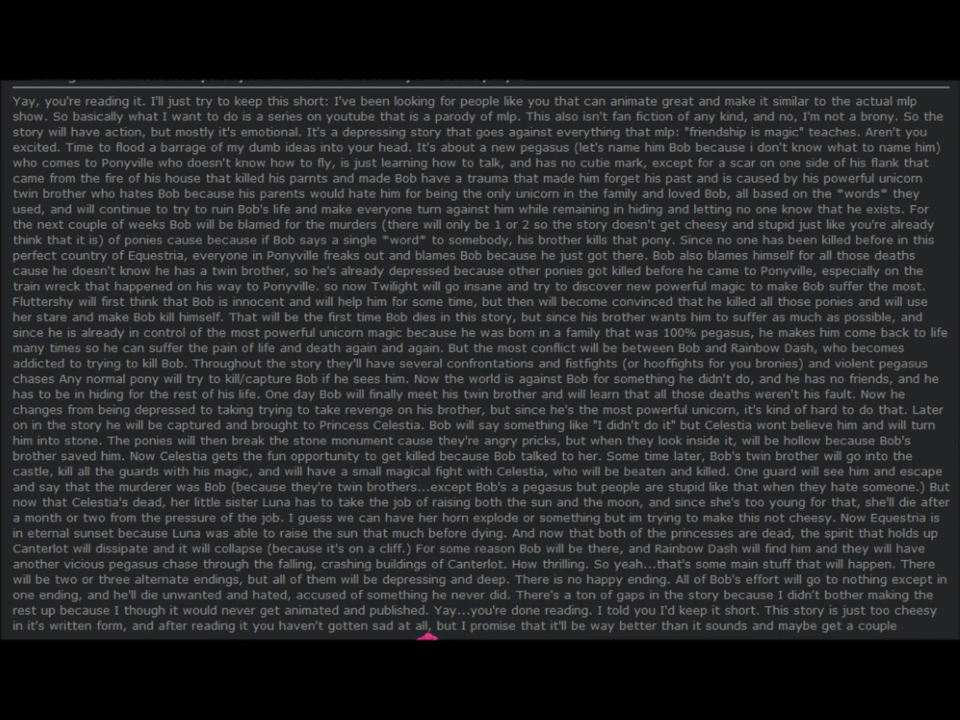 Yay, you're reading it. I'll just try to keep this short: I've been looking for people like you that can animate great and make it similar to the actual mlp
show. So basically what I want to do is a series on youtube that is a parody of mlp. This also isn't fan fiction of any kind, and no, I'm not a brony. So the
story will have action, but mostly it's emotional. It's a depressing story that goes against everything that mlp: "friendship is magic" teaches. Aren't you
excited. Time to flood a barrage of my dumb ideas into your head. It's about a new pegasus (let's name him Bob because i don't know what to name him)
who comes to Ponyville who doesn't know how to fly, is just learning how to talk, and has no cutie mark, except for a scar on one side of his flank that
came from the fire of his house that killed his parnts and made Bob have a trauma that made him forget his past and is caused by his powerful unicorn
twin brother who hates Bob because his parents would hate him for being the only unicorn in the family and loved Bob, all based on the *words* they
used, and will continue to try to ruin Bob's life and make everyone turn against him while remaining in hiding and letting no one know that he exists. For
the next couple of weeks Bob will be blamed for the murders (there will only be 1 or 2 so the story doesn't get cheesy and stupid just like you're already
think that it is) of ponies cause because if Bob says a single *word* to somebody, his brother kills that pony. Since no one has been killed before in this
perfect country of Equestria, everyone in Ponyville freaks out and blames Bob because he just got there. Bob also blames himself for all those deaths
cause he doesn't know he has a twin brother, so he's already depressed because other ponies got killed before he came to Ponyville, especially on the
train wreck that happened on his way to Ponyville. so now Twilight will go insane and try to discover new powerful magic to make Bob suffer the most.
Fluttershy will first think that Bob is innocent and will help him for some time, but then will become convinced that he killed all those ponies and will use
her stare and make Bob kill himself. That will be the first time Bob dies in this story, but since his brother wants him to suffer as much as possible, and
since he is already in control of the most powerful unicorn magic because he was born in a family that was 100% pegasus, he makes him come back to life
many times so he can suffer the pain of life and death again and again. But the most conflict will be between Bob and Rainbow Dash, who becomes
addicted to trying to kill Bob. Throughout the story they'll have several confrontations and fistfights (or hooffights for you bronies) and violent pegasus
chases Any normal pony will try to kill/capture Bob if he sees him. Now the world is against Bob for something he didn't do, and he has no friends, and he
has to be in hiding for the rest of his life. One day Bob will finally meet his twin brother and will learn that all those deaths weren't his fault. Now he
changes from being depressed to taking trying to take revenge on his brother, but since he's the most powerful unicorn, it's kind of hard to do that. Later
on in the story he will be captured and brought to Princess Celestia. Bob will say something like "I didn't do it" but Celestia wont believe him and will turn
him into stone. The ponies will then break the stone monument cause they're angry pricks, but when they look inside it, will be hollow because Bob's
brother saved him. Now Celestia gets the fun opportunity to get killed because Bob talked to her. Some time later, Bob's twin brother will go into the
castle, kill all the guards with his magic, and will have a small magical fight with Celestia, who will be beaten and killed. One guard will see him and escape
and say that the murderer was Bob (because they're twin brothers...except Bob's a pegasus but people are stupid like that when they hate someone.) But
now that Celestia's dead, her little sister Luna has to take the job of raising both the sun and the moon, and since she's too young for that, she'll die after
a month or two from the pressure of the job. I guess we can have her horn explode or something but im trying to make this not cheesy. Now Equestria is
in eternal sunset because Luna was able to raise the sun that much before dying. And now that both of the princesses are dead, the spirit that holds up
Canterlot will dissipate and it will collapse (because it's on a cliff.) For some reason Bob will be there, and Rainbow Dash will find him and they will have
another vicious pegasus chase through the falling, crashing buildings of Canterlot. How thrilling. So yeah...that's some main stuff that will happen. There
will be two or three alternate endings, but all of them will be depressing and deep. There is no happy ending. All of Bob's effort will go to nothing except in
one ending, and he'll die unwanted and hated, accused of something he never did. There's a ton of gaps in the story because I didn't bother making the
rest up because I though it would never get animated and published. Yay...you're done reading. I told you I'd keep it short. This story is just too cheesy
in it's written form, and after reading it you haven't gotten sad at all, but I promise that it'll be way better than it sounds and maybe get a couple